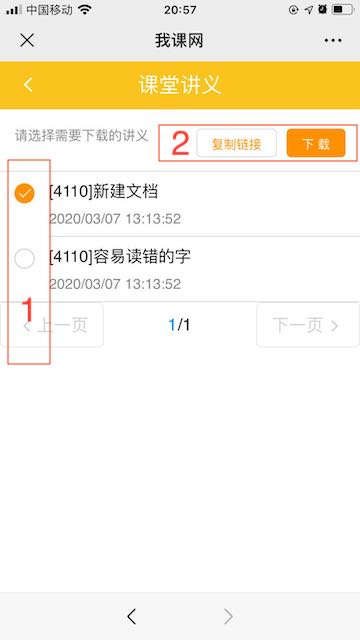 中国移动 20:57
我课网
课堂讲义
请选择需要下载的讲义 2 复制链接 下 载
[4110]新建文档
2020/03/07 13:13:52
[4110]容易读错的字
2020/03/07 13:13:52
1
上一页 1/1 下一页